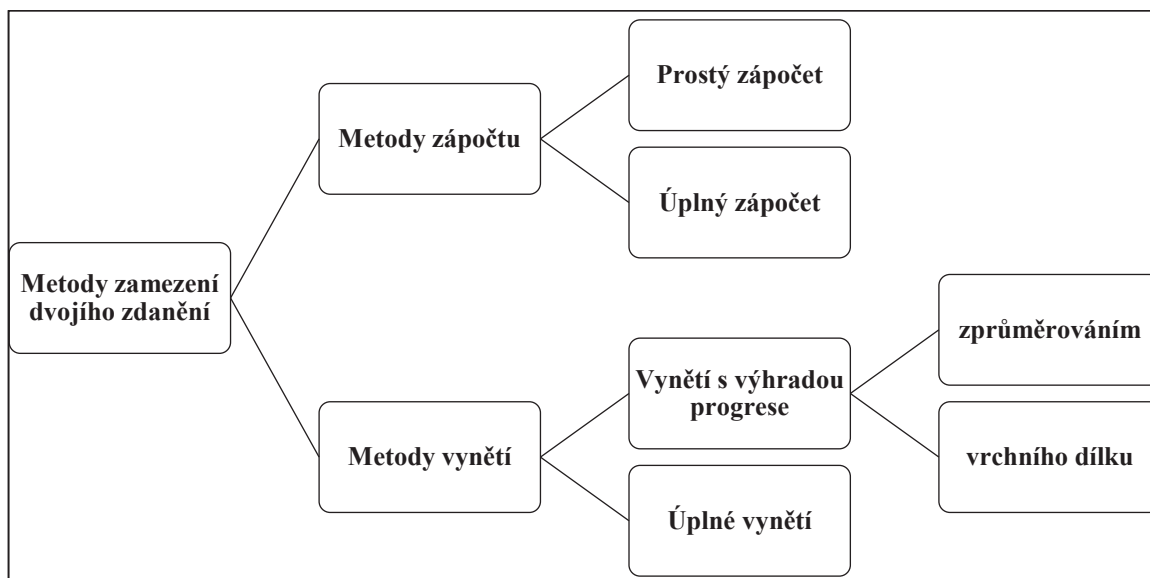 Metody zamezení
dvojího zdanění
Metody zápočtu
Prostý zápočet
Úplný zápočet
Metody vynětí
Vynětí s výhradou
progrese
zprůměrováním
vrchního dílku
Úplné vynětí